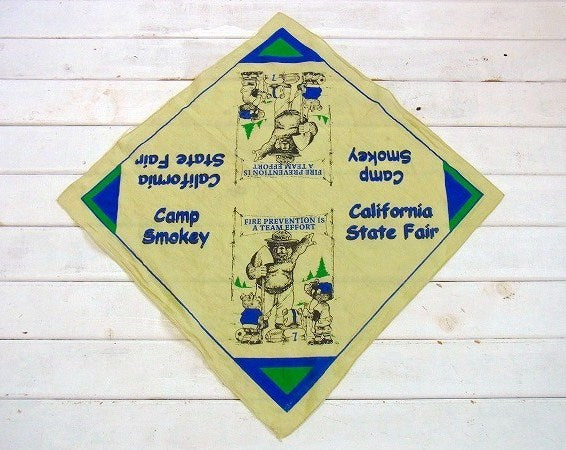 FIRE PREVENTION IS
A TEAM EFFORY
Camp
Smokey
California
State Fair
Camp
Smokey
FIRE PREVENTION IS
A TEAM EFFORT
California
State Fair